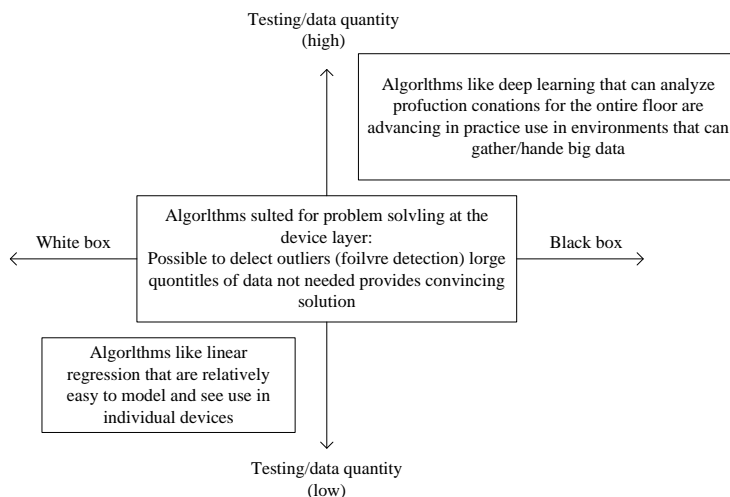 Testing/data quantity
(high)
Algorlthms like deep learning that can analyze
profuction conations for the ontire floor are
advancing in practice use in environments that can
gather/hande big data
Algorlthms sulted for problem solvling at the
device layer:
Possible to delect outliers (foilvre detection) lorge
quontitles of data not needed provides convincing
solution
White box
Black box
Algorlthms like linear
regression that are relatively
easy to model and see use in
individual devices
Testing/data quantity
(low)